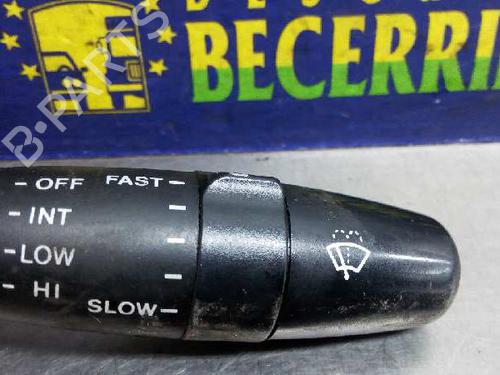 BECERRI
B-PARTS
OFF FAST
INT
LOW
HI SLOW